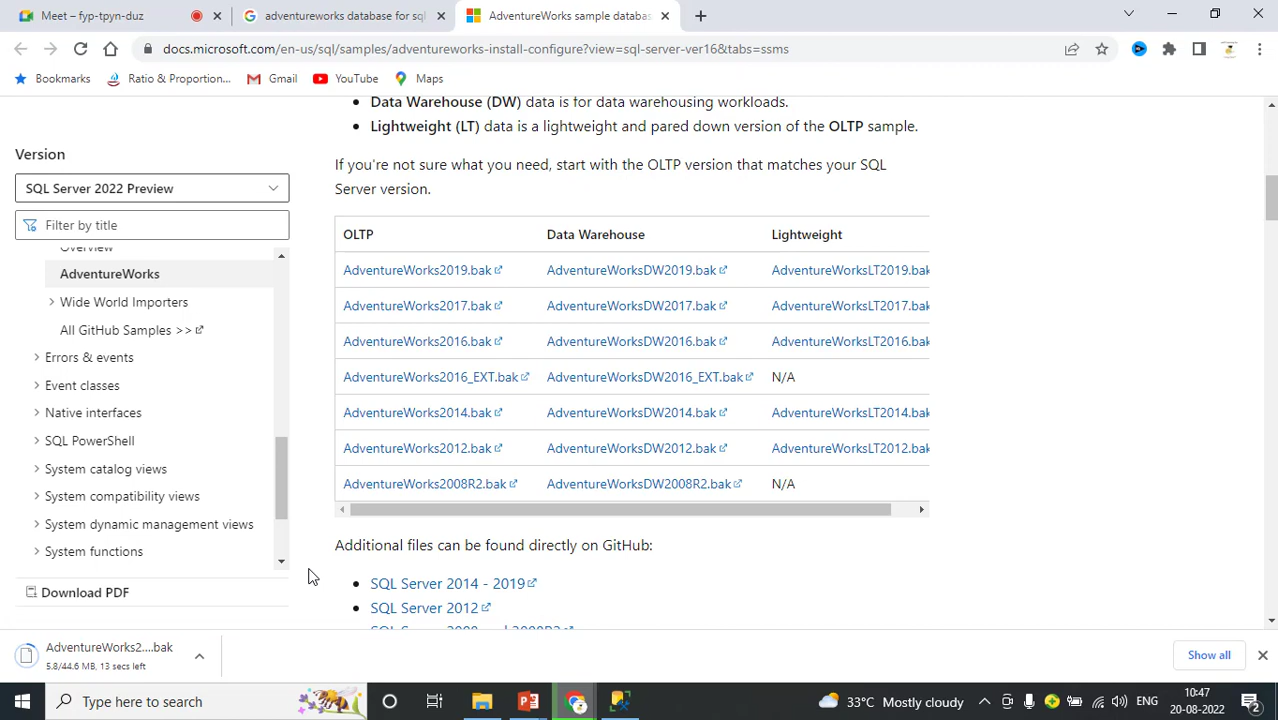 Meet – fyp-tpyn-duz
adventureworks database for sql
AdventureWorks sample databas
docs.microsoft.com/en-us/sql/samples/adventureworks-install-configure?view=sql-server-ver16&tabs=ssms
Bookmarks
Ratio & Proportion...
Gmail
YouTube
Maps
Version
SQL Server 2022 Preview
Filter by title
Overview
AdventureWorks
Wide World Importers
All GitHub Samples >>
Errors & events
Event classes
Native interfaces
SQL PowerShell
System catalog views
System compatibility views
System dynamic management views
System functions
Download PDF
• Data Warehouse (DW) data is for data warehousing workloads.
• Lightweight (LT) data is a lightweight and pared down version of the OLTP sample.
If you're not sure what you need, start with the OLTP version that matches your SQL
Server version.
OLTP Data Warehouse Lightweight
AdventureWorks2019.bak AdventureWorksDW2019.bak AdventureWorksLT2019.bak
AdventureWorks2017.bak AdventureWorksDW2017.bak AdventureWorksLT2017.bak
AdventureWorks2016.bak AdventureWorksDW2016.bak AdventureWorksLT2016.bak
AdventureWorks2016_EXT.bak AdventureWorksDW2016_EXT.bak N/A
AdventureWorks2014.bak AdventureWorksDW2014.bak AdventureWorksLT2014.bak
AdventureWorks2012.bak AdventureWorksDW2012.bak AdventureWorksLT2012.bak
AdventureWorks2008R2.bak AdventureWorksDW2008R2.bak N/A
Additional files can be found directly on GitHub:
• SQL Server 2014 - 2019
• SQL Server 2012
SQL Server 2008 and 2008R2
AdventureWorks2....bak
5.8/44.6 MB, 13 secs left
Show all
Type here to search
33°C Mostly cloudy
ENG
10:47
20-08-2022
2